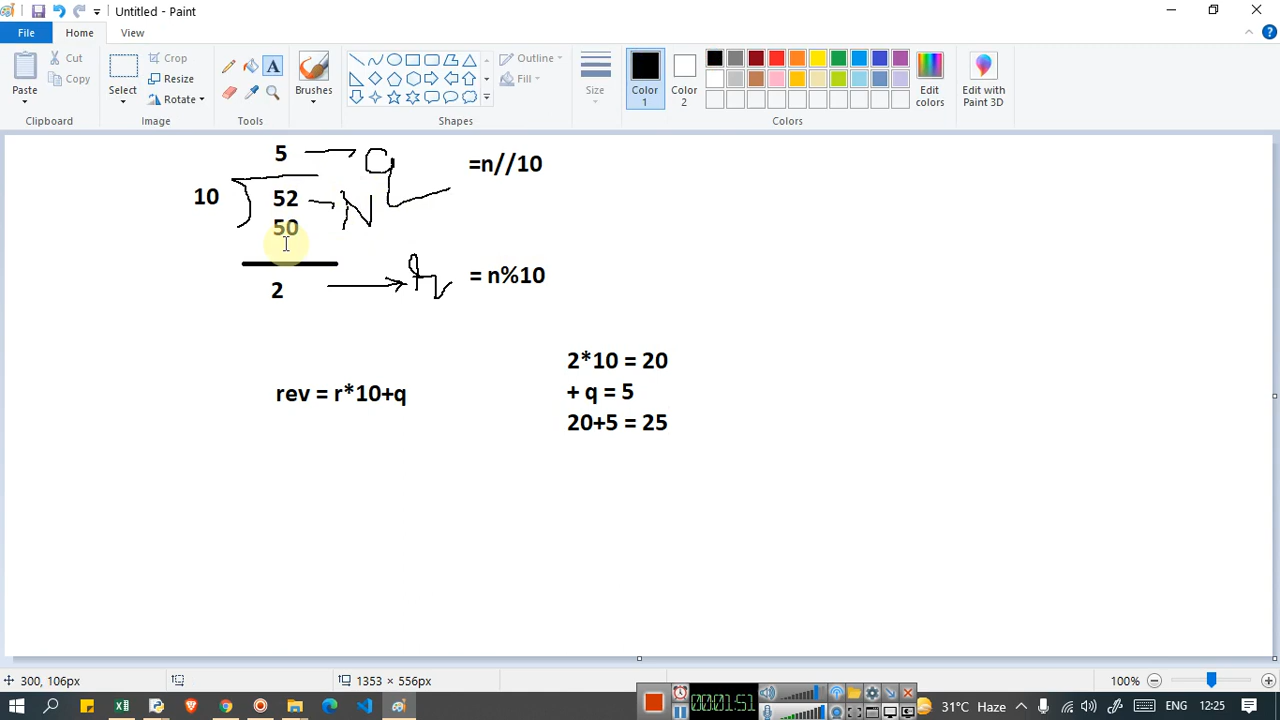 Untitled - Paint
File
Home
View
Paste
Cut
Copy
Clipboard
Select
Crop
Resize
Rotate
Image
A
Tools
Brushes
Shapes
Outline
Fill
Size
Color 1
Color 2
Colors
Edit colors
Edit with Paint 3D
5
q
=n//10
10
52
N
50
2
r
= n%10
2*10 = 20
rev = r*10+q
+ q = 5
20+5 = 25
300, 106px
1353 × 556px
100%
00:01:51
31°C Haze
ENG
12:25